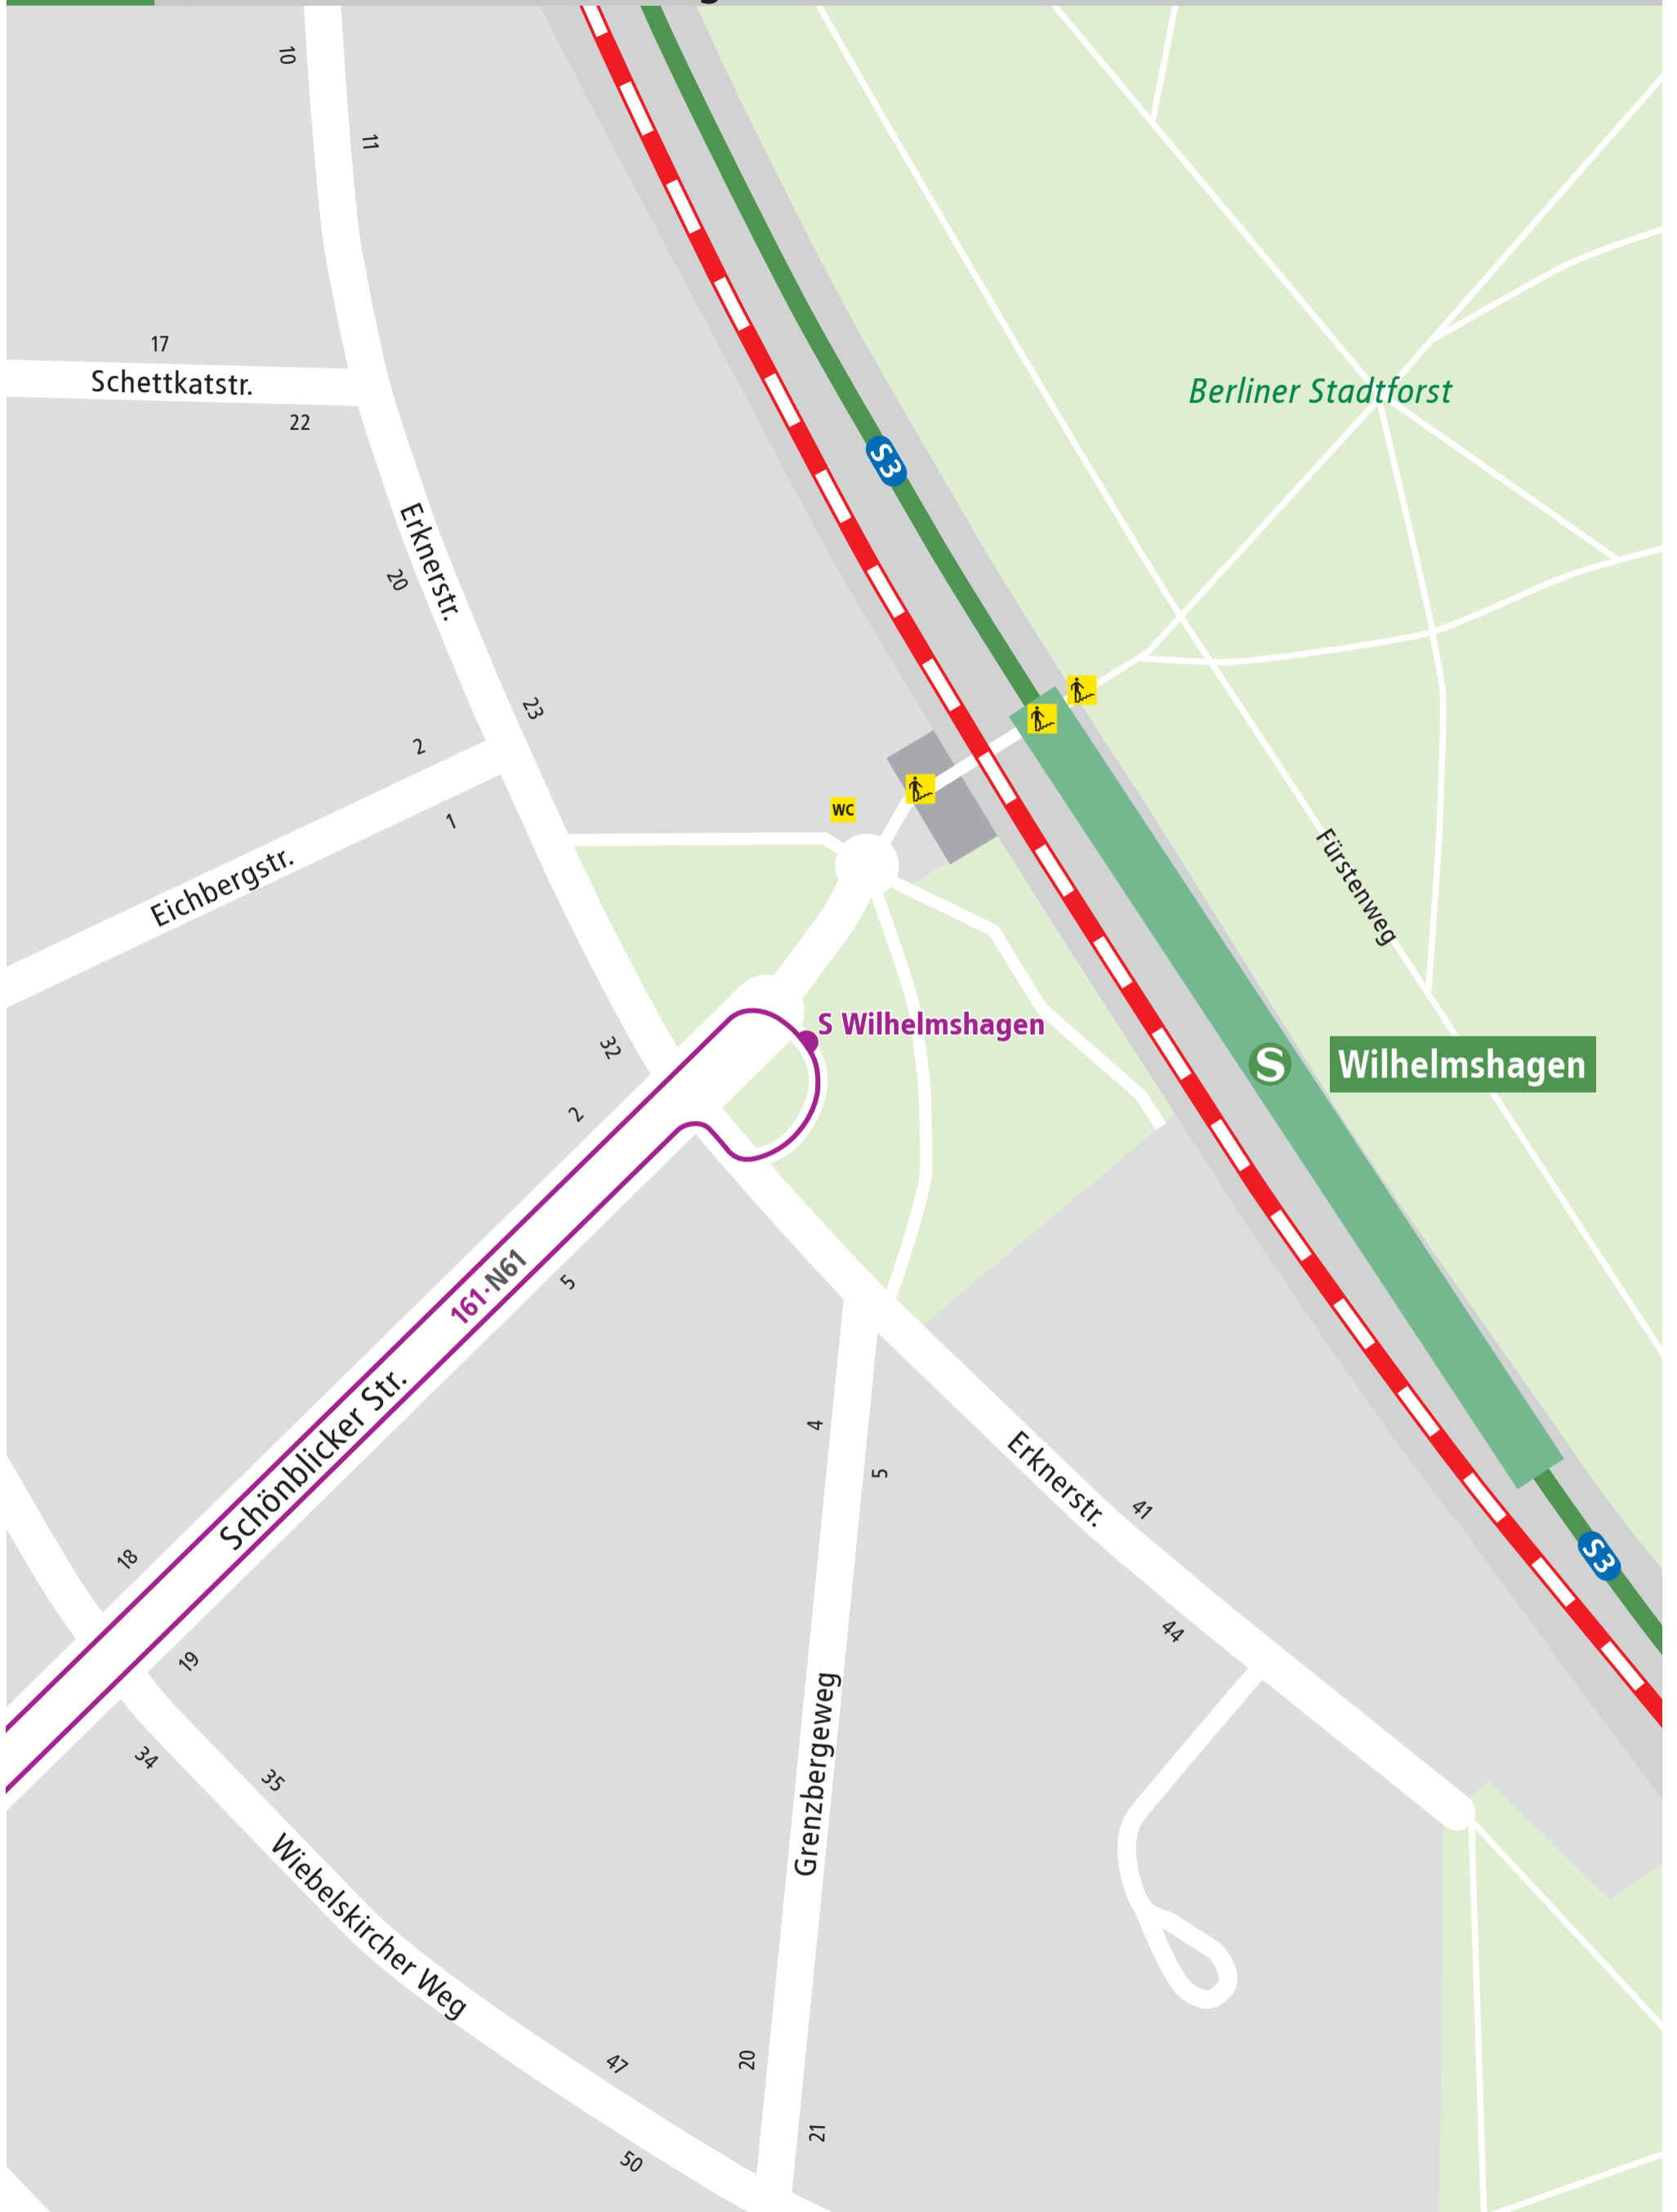 10
11
17
Schettkatstr.
22
S3
Berliner Stadtforst
Erknerstr.
20
23
2
1
Eichbergstr.
WC
Fürstenweg
32
S Wilhelmshagen
S
Wilhelmshagen
2
5
161·N61
Schönblicker Str.
18
19
4
5
Erknerstr.
41
44
S3
34
35
Wiebelskircher Weg
Grenzbergeweg
47
50
20
21